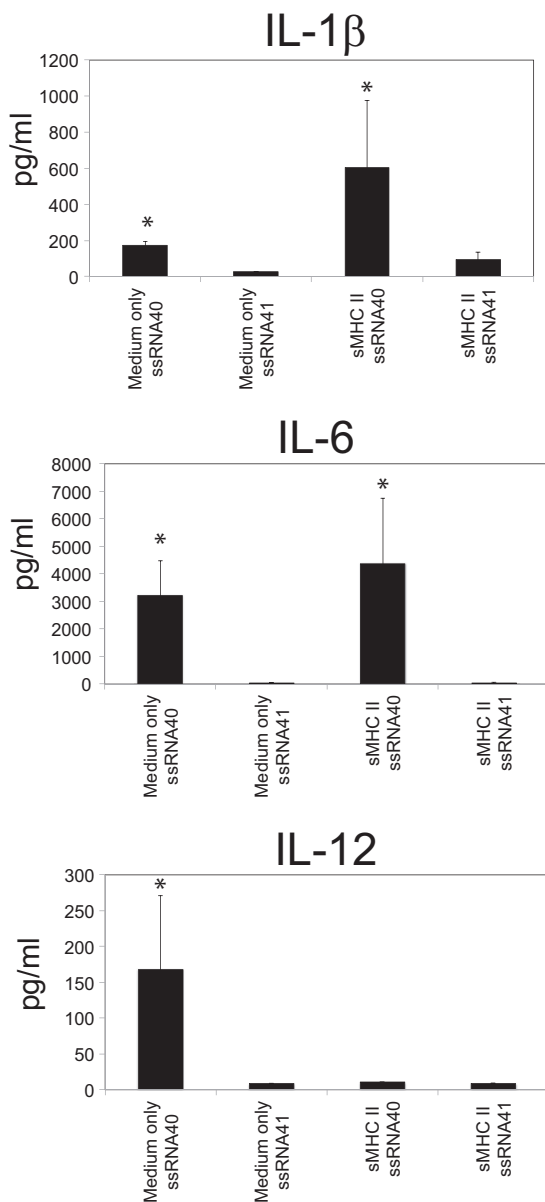 IL-1β
pg/ml
1200
1000
800
600
400
200
0
*
*
Medium only
ssRNA40
Medium only
ssRNA41
sMHC II
ssRNA40
sMHC II
ssRNA41
IL-6
pg/ml
8000
7000
6000
5000
4000
3000
2000
1000
0
*
*
Medium only
ssRNA40
Medium only
ssRNA41
sMHC II
ssRNA40
sMHC II
ssRNA41
IL-12
pg/ml
300
250
200
150
100
50
0
*
Medium only
ssRNA40
Medium only
ssRNA41
sMHC II
ssRNA40
sMHC II
ssRNA41